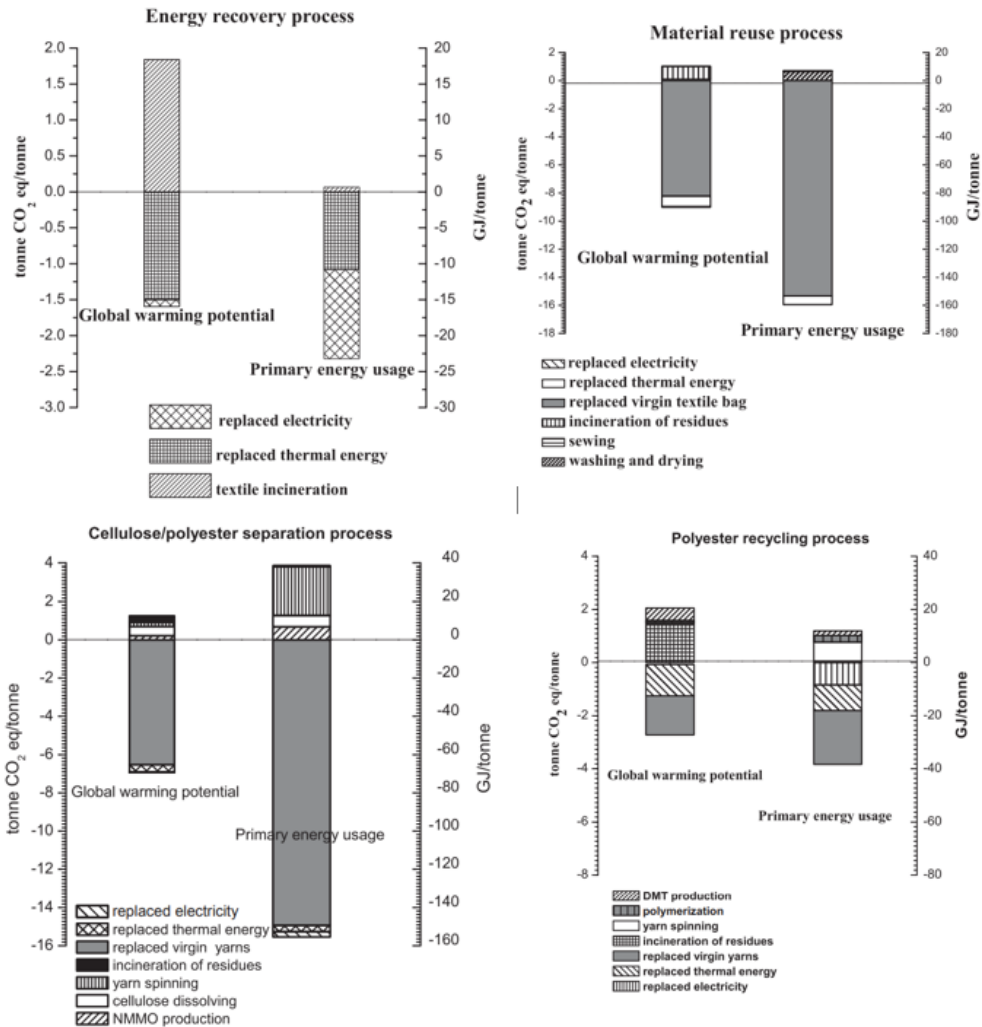 Energy recovery process
2.0
1.5
1.0
0.5
0.0
-0.5
-1.0
-1.5
-2.0
-2.5
-3.0
tonne CO2 eq/tonne
20
15
10
5
0
-5
-10
-15
-20
-25
-30
GJ/tonne
Global warming potential
Primary energy usage
replaced electricity
replaced thermal energy
textile incineration
Material reuse process
2
0
-2
-4
-6
-8
-10
-12
-14
-16
-18
tonne CO2 eq/tonne
20
0
-20
-40
-60
-80
-100
-120
-140
-160
-180
GJ/tonne
Global warming potential
Primary energy usage
replaced electricity
replaced thermal energy
replaced virgin textile bag
incineration of residues
sewing
washing and drying
Cellulose/polyester separation process
4
2
0
-2
-4
-6
-8
-10
-12
-14
-16
tonne CO2 eq/tonne
40
20
0
-20
-40
-60
-80
-100
-120
-140
-160
GJ/tonne
Global warming potential
Primary energy usage
replaced electricity
replaced thermal energy
replaced virgin yarns
incineration of residues
yarn spinning
cellulose dissolving
NMMO production
Polyester recycling process
4
2
0
-2
-4
-6
-8
tonne CO2 eq/tonne
40
20
0
-20
-40
-60
-80
GJ/tonne
Global warming potential
Primary energy usage
DMT production
polymerization
yarn spinning
incineration of residues
replaced virgin yarns
replaced thermal energy
replaced electricity